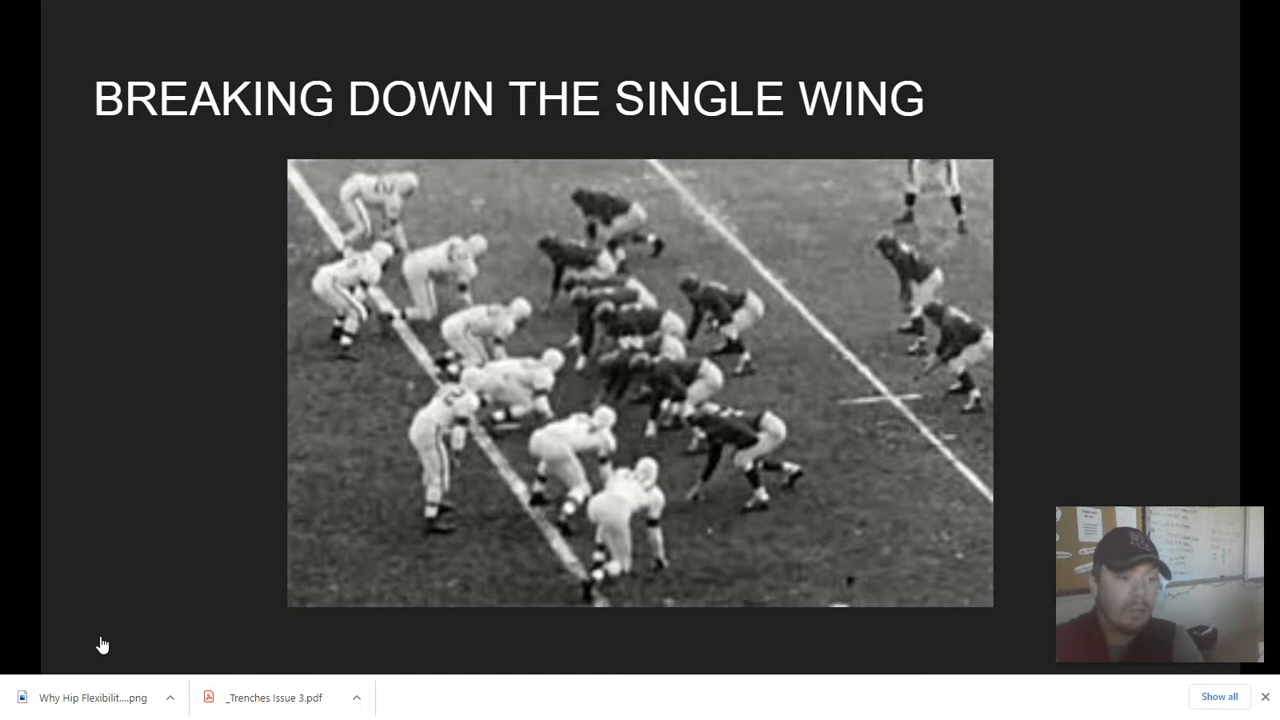 BREAKING DOWN THE SINGLE WING
Why Hip Flexibilit....png
_Trenches Issue 3.pdf
Show all